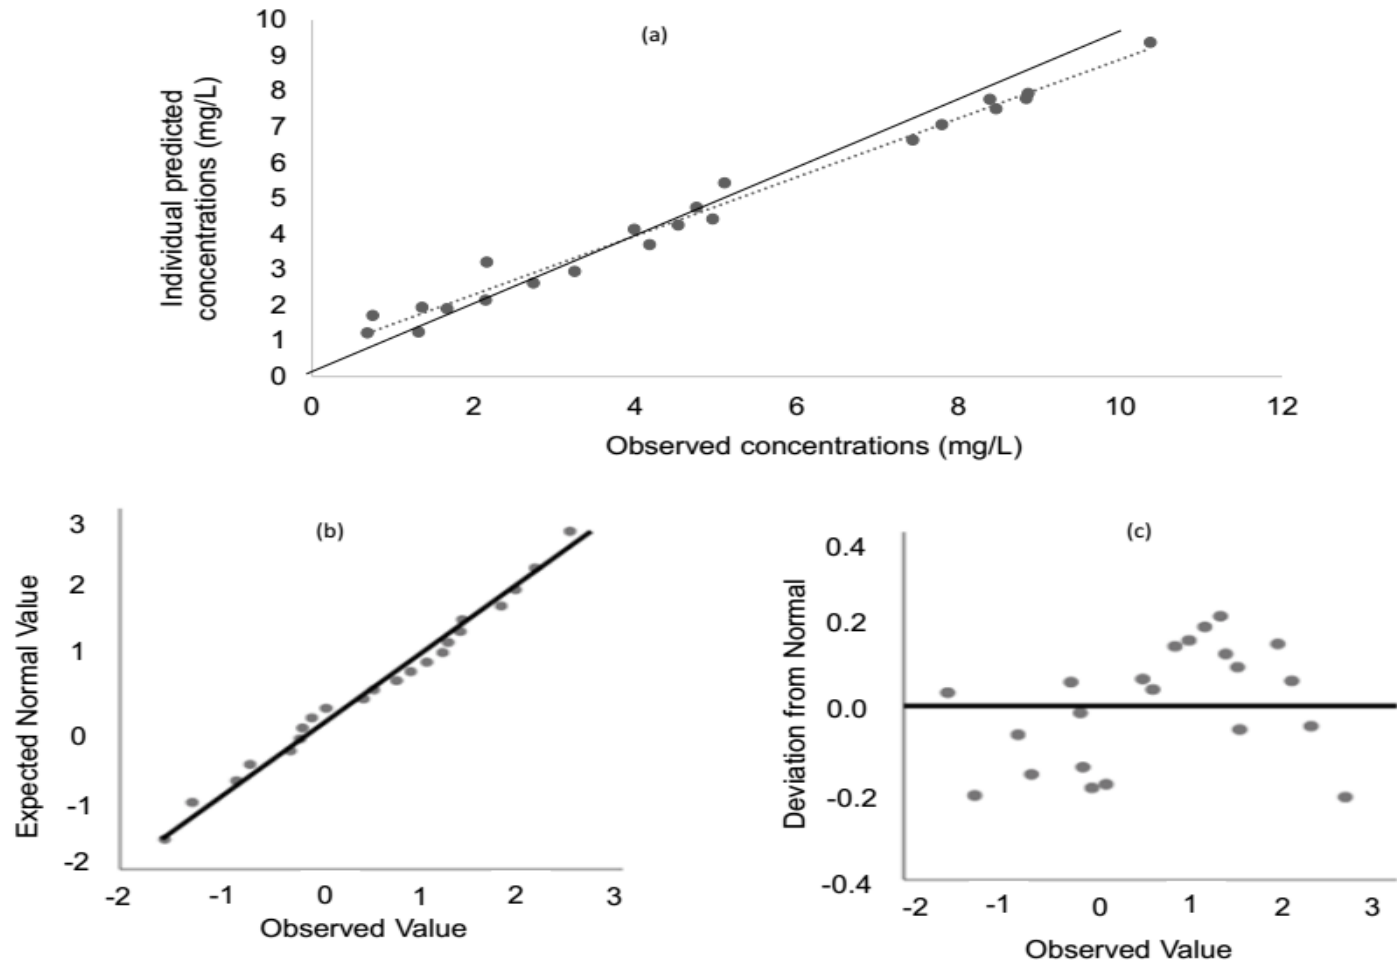 (a)
10
9
8
7
6
5
4
3
2
1
0
Individual predicted
concentrations (mg/L)
0 2 4 6 8 10 12
Observed concentrations (mg/L)
(b)
3
2
1
0
-1
-2
Expected Normal Value
-2 -1 0 1 2 3
Observed Value
(c)
0.4
0.2
0.0
-0.2
-0.4
Deviation from Normal
-2 -1 0 1 2 3
Observed Value